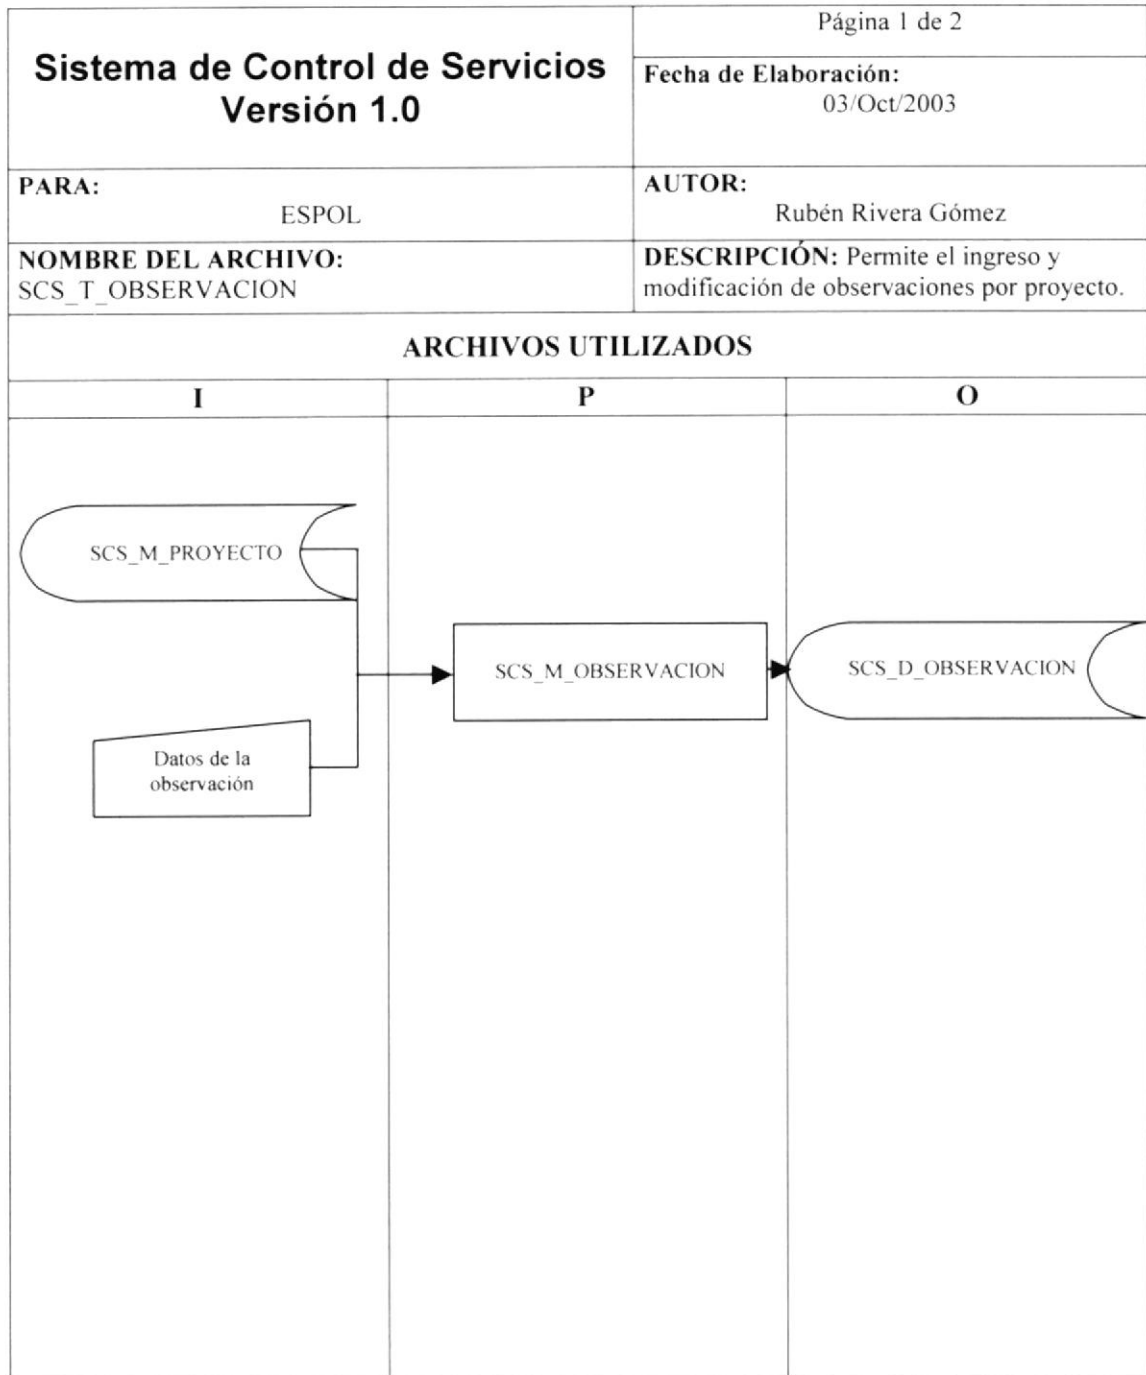 Sistema de Control de Servicios
Versión 1.0
Página 1 de 2
Fecha de Elaboración:
03/Oct/2003
PARA:
ESPOL
AUTOR:
Rubén Rivera Gómez
NOMBRE DEL ARCHIVO:
SCS_T_OBSERVACION
DESCRIPCIÓN: Permite el ingreso y
modificación de observaciones por proyecto.
ARCHIVOS UTILIZADOS
I
P
O
SCS_M_PROYECTO
SCS_M_OBSERVACION
SCS_D_OBSERVACION
Datos de la
observación